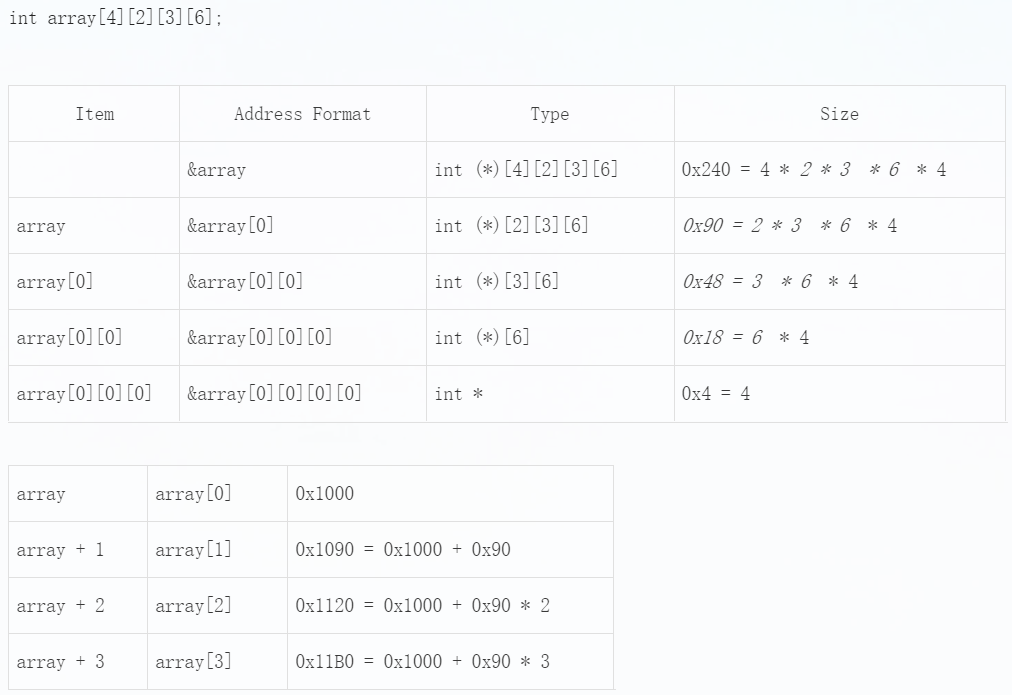 int array[4][2][3][6];
Item Address Format Type Size
&array int (*)[4][2][3][6] 0x240 = 4 * 2 * 3 * 6 * 4
array &array[0] int (*)[2][3][6] 0x90 = 2 * 3 * 6 * 4
array[0] &array[0][0] int (*)[3][6] 0x48 = 3 * 6 * 4
array[0][0] &array[0][0][0] int (*)[6] 0x18 = 6 * 4
array[0][0][0] &array[0][0][0][0] int * 0x4 = 4
array array[0] 0x1000
array + 1 array[1] 0x1090 = 0x1000 + 0x90
array + 2 array[2] 0x1120 = 0x1000 + 0x90 * 2
array + 3 array[3] 0x11B0 = 0x1000 + 0x90 * 3